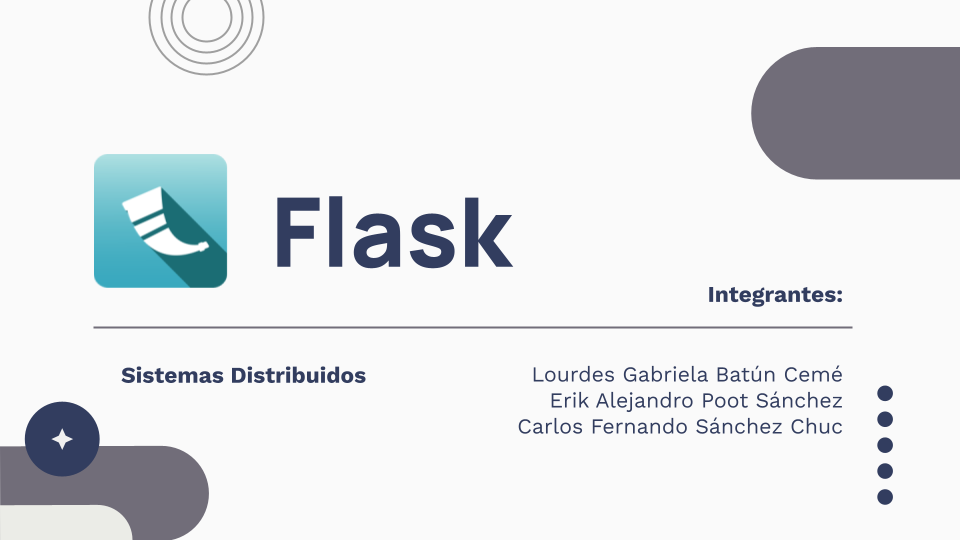 Flask
Integrantes:
Sistemas Distribuidos
Lourdes Gabriela Batún Cemé
Erik Alejandro Poot Sánchez
Carlos Fernando Sánchez Chuc